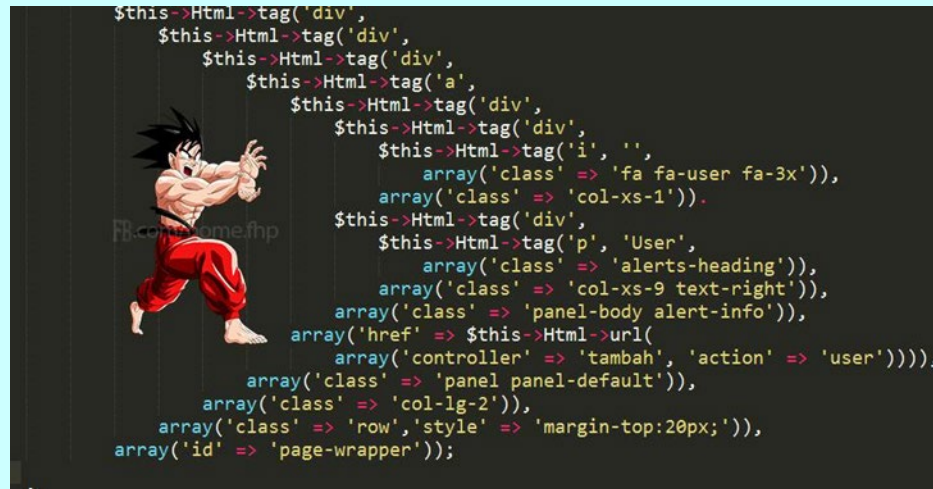 $this->Html->tag('div',
$this->Html->tag('div',
$this->Html->tag('div',
$this->Html->tag('a',
$this->Html->tag('div',
$this->Html->tag('div',
$this->Html->tag('i', '',
array('class' => 'fa fa-user fa-3x')),
array('class' => 'col-xs-1')).
$this->Html->tag('div',
$this->Html->tag('p', 'User',
array('class' => 'alerts-heading')),
array('class' => 'col-xs-9 text-right')),
array('class' => 'panel-body alert-info')),
array('href' => $this->Html->url(
array('controller' => 'tambah', 'action' => 'user')))),
array('class' => 'panel panel-default')),
array('class' => 'col-lg-2')),
array('class' => 'row','style' => 'margin-top:20px;')),
array('id' => 'page-wrapper'));